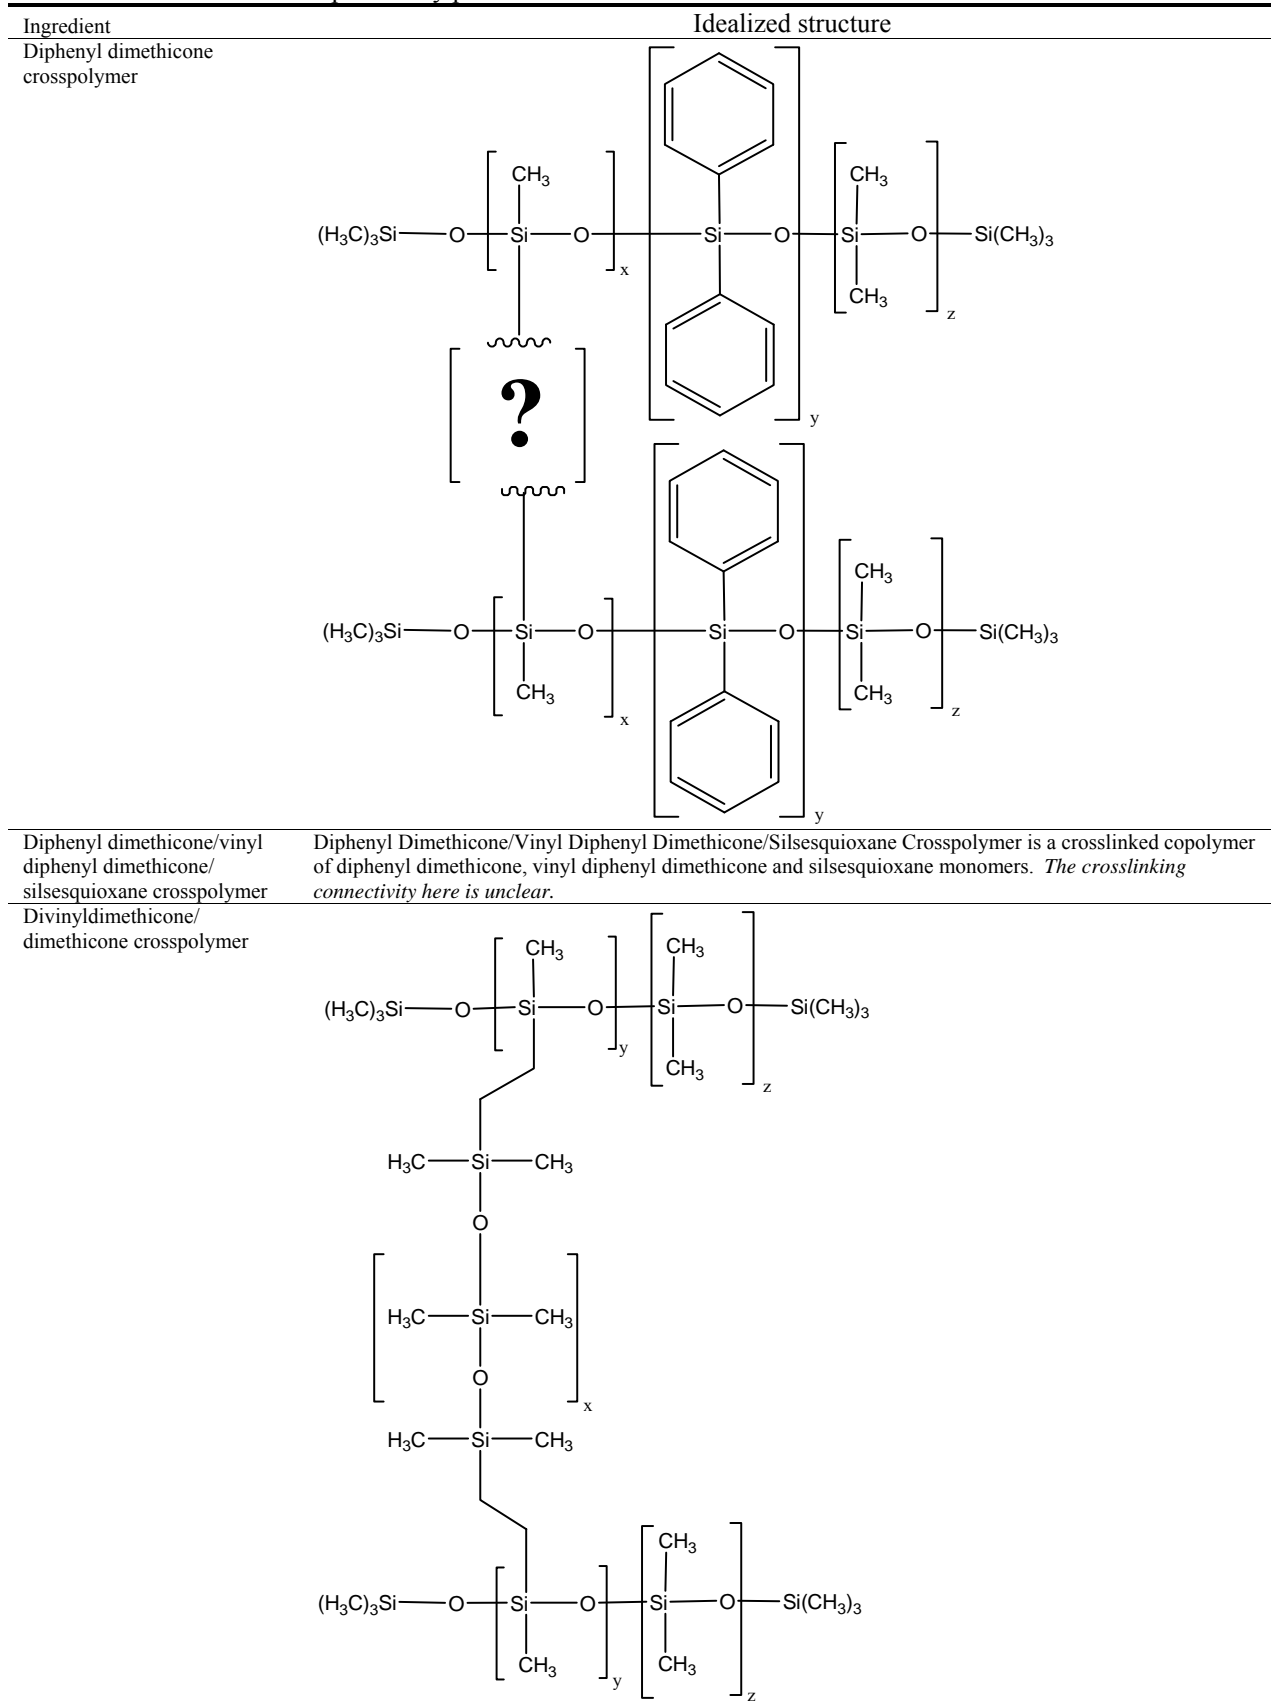 Ingredient Idealized structure
Diphenyl dimethicone
crosspolymer
CH₃ CH₃
(H₃C)₃Si O Si O Si O Si O Si(CH₃)₃
x
CH₃
z
?
y
CH₃
(H₃C)₃Si O Si O Si O Si O Si(CH₃)₃
CH₃ CH₃
x z
y
Diphenyl dimethicone/vinyl Diphenyl Dimethicone/Vinyl Diphenyl Dimethicone/Silsesquioxane Crosspolymer is a crosslinked copolymer
diphenyl dimethicone/ of diphenyl dimethicone, vinyl diphenyl dimethicone and silsesquioxane monomers. The crosslinking
silsesquioxane crosspolymer connectivity here is unclear.
Divinyldimethicone/
dimethicone crosspolymer
CH₃ CH₃
(H₃C)₃Si O Si O Si O Si(CH₃)₃
y
CH₃
z
H₃C Si CH₃
O
H₃C Si CH₃
O
x
H₃C Si CH₃
CH₃
(H₃C)₃Si O Si O Si O Si(CH₃)₃
CH₃ CH₃
y z